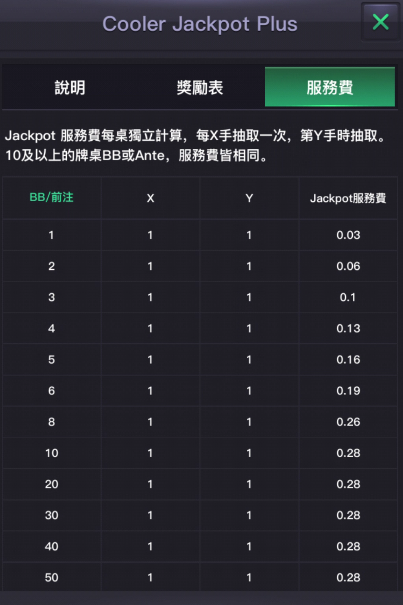 Cooler Jackpot Plus
說明 獎勵表 服務費
Jackpot 服務費每桌獨立計算，每X手抽取一次，第Y手時抽取。
10及以上的牌桌BB或Ante，服務費皆相同。
BB/前注 X Y Jackpot服務費
1 1 1 0.03
2 1 1 0.06
3 1 1 0.1
4 1 1 0.13
5 1 1 0.16
6 1 1 0.19
8 1 1 0.26
10 1 1 0.28
20 1 1 0.28
30 1 1 0.28
40 1 1 0.28
50 1 1 0.28